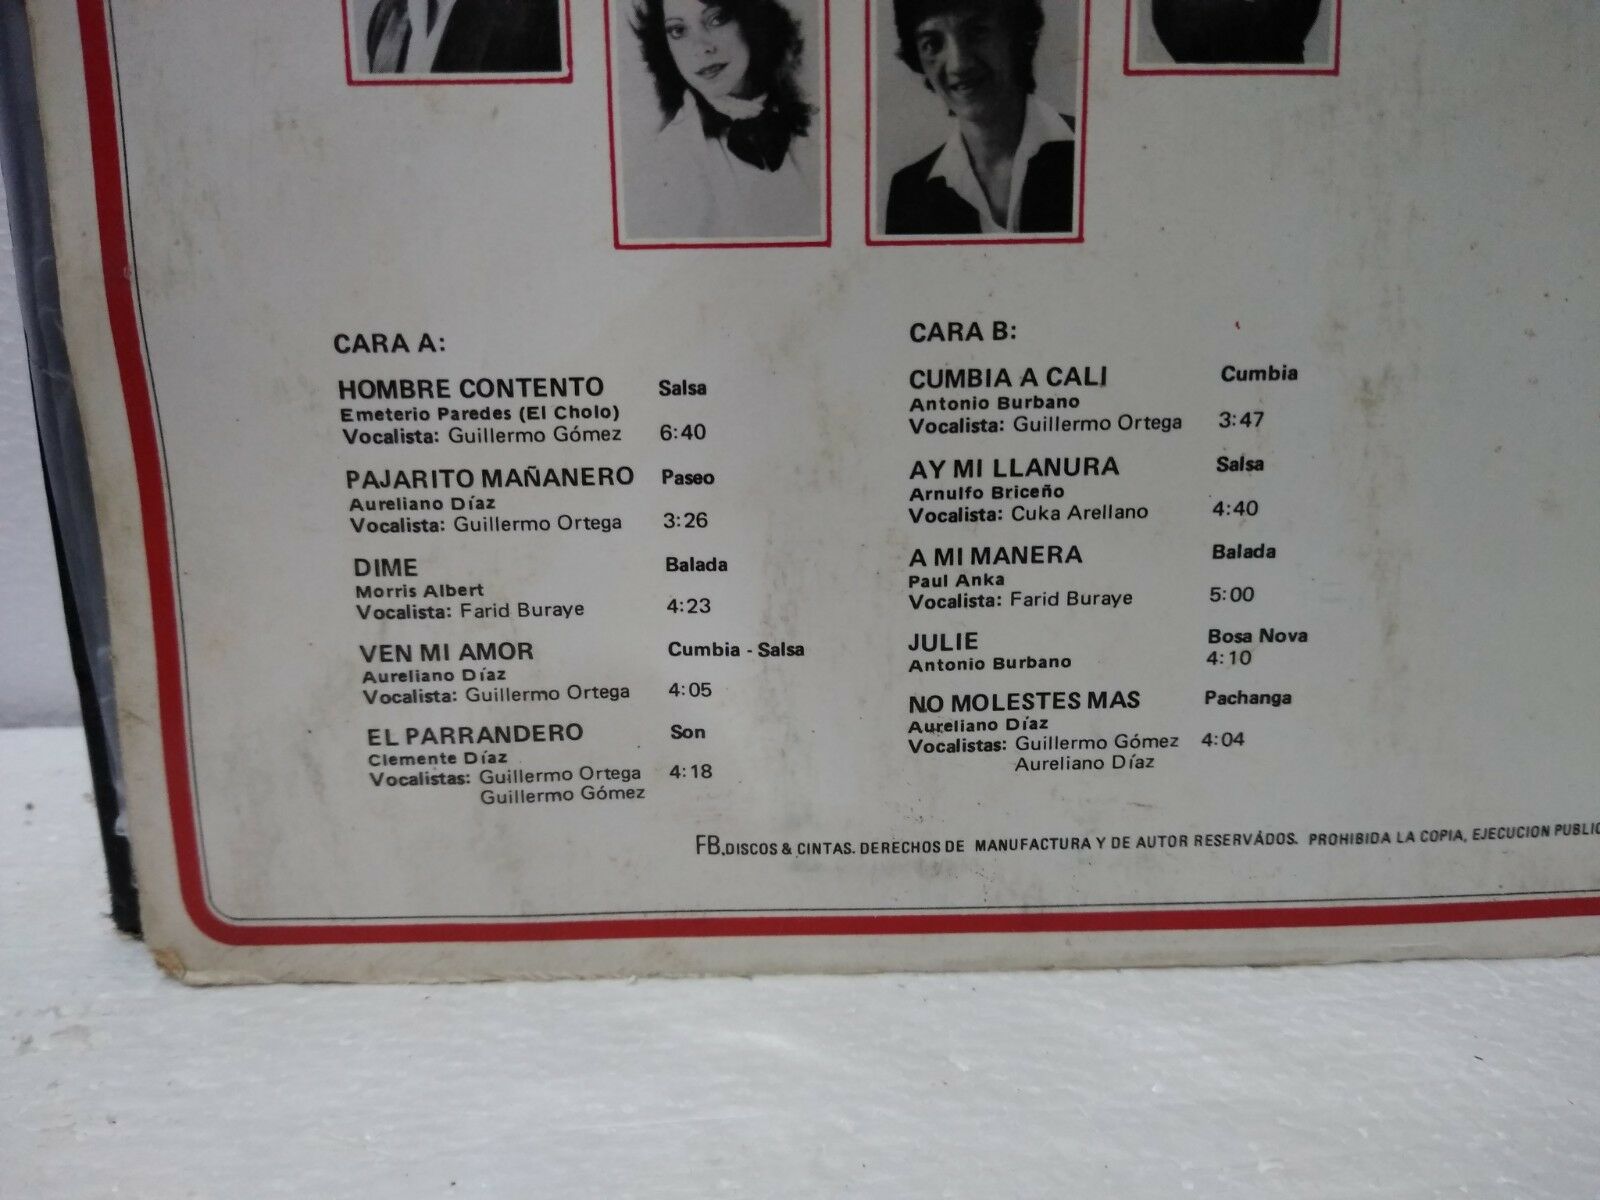 CARA A:
HOMBRE CONTENTO Salsa
Emeterio Paredes (El Cholo)
Vocalista: Guillermo Gómez 6:40
PAJARITO MAÑANERO Paseo
Aureliano Díaz
Vocalista: Guillermo Ortega 3:26
DIME Balada
Morris Albert
Vocalista: Farid Buraye 4:23
VEN MI AMOR Cumbia - Salsa
Aureliano Díaz
Vocalista: Guillermo Ortega 4:05
EL PARRANDERO Son
Clemente Díaz
Vocalistas: Guillermo Ortega 4:18
Guillermo Gómez
CARA B:
CUMBIA A CALI Cumbia
Antonio Burbano
Vocalista: Guillermo Ortega 3:47
AY MI LLANURA Salsa
Arnulfo Briceño
Vocalista: Cuka Arellano 4:40
A MI MANERA Balada
Paul Anka
Vocalista: Farid Buraye 5:00
JULIE Bosa Nova
Antonio Burbano 4:10
NO MOLESTES MAS Pachanga
Aureliano Díaz
Vocalistas: Guillermo Gómez 4:04
Aureliano Díaz
FB.DISCOS & CINTAS. DERECHOS DE MANUFACTURA Y DE AUTOR RESERVADOS. PROHIBIDA LA COPIA, EJECUCION PUBLIC